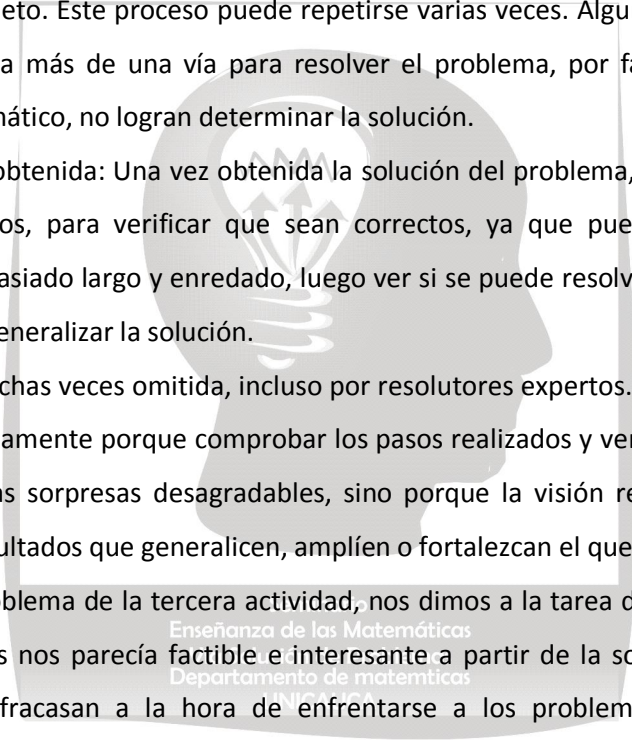 eto. Este proceso puede repetirse varias veces. Algu
a más de una vía para resolver el problema, por fa
nático, no logran determinar la solución.
obtenida: Una vez obtenida la solución del problema,
os, para verificar que sean correctos, ya que pue
asiado largo y enredado, luego ver si se puede resolv
eneralizar la solución.
chas veces omitida, incluso por resolutores expertos.
amente porque comprobar los pasos realizados y ver
as sorpresas desagradables, sino porque la visión re
ultados que generalicen, amplíen o fortalezcan el que
oblema de la tercera actividad, nos dimos a la tarea d
Enseñanza de las Matemáticas
s nos parecía factible e interesante a partir de la so
Departamento de matemticas
fracasan a la hora de enfrentarse a los problem